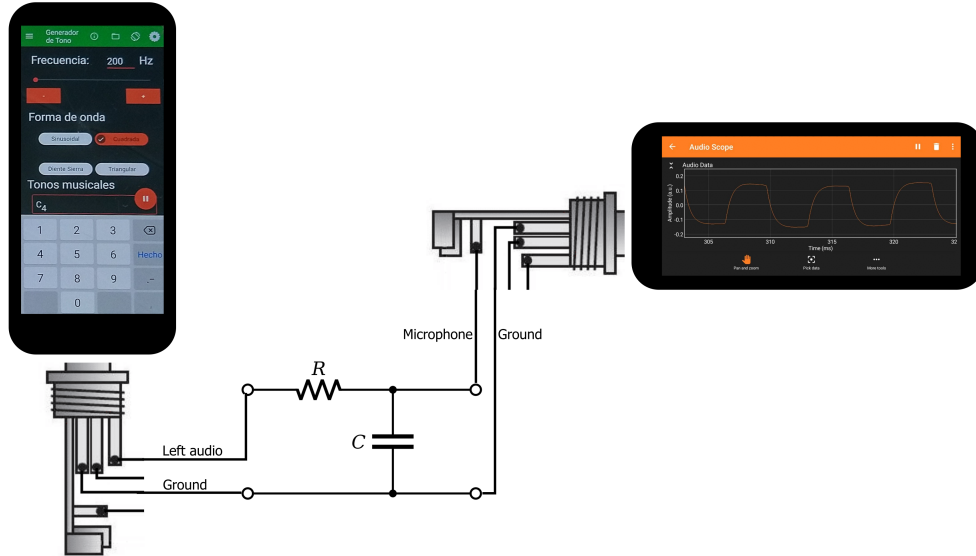 Generador
de Tono
Frecuencia: 200 Hz
- +
Forma de onda
Sinusoidal Cuadrada
Diente Sierra Triangular
Tonos musicales
C4
1 2 3
4 5 6 Hecho
7 8 9 .-
0 .
Audio Scope
Audio Data
Amplitude (a.u.)
0.2
0.1
0.0
-0.1
-0.2
305 310 315 320 32
Time (ms)
Pan and zoom Pick data More tools
Microphone Ground
R
C
Left audio
Ground